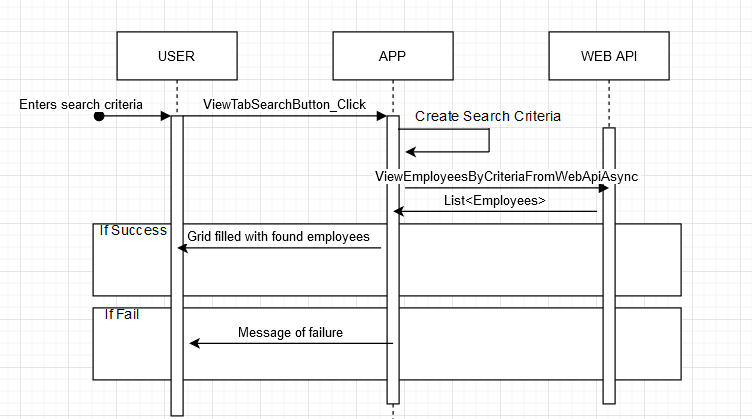 USER
APP
WEB API
Enters search criteria
ViewTabSearchButton_Click
Create Search Criteria
ViewEmployeesByCriteriaFromWebApiAsync
List<Employees>
If Success
Grid filled with found employees
If Fail
Message of failure